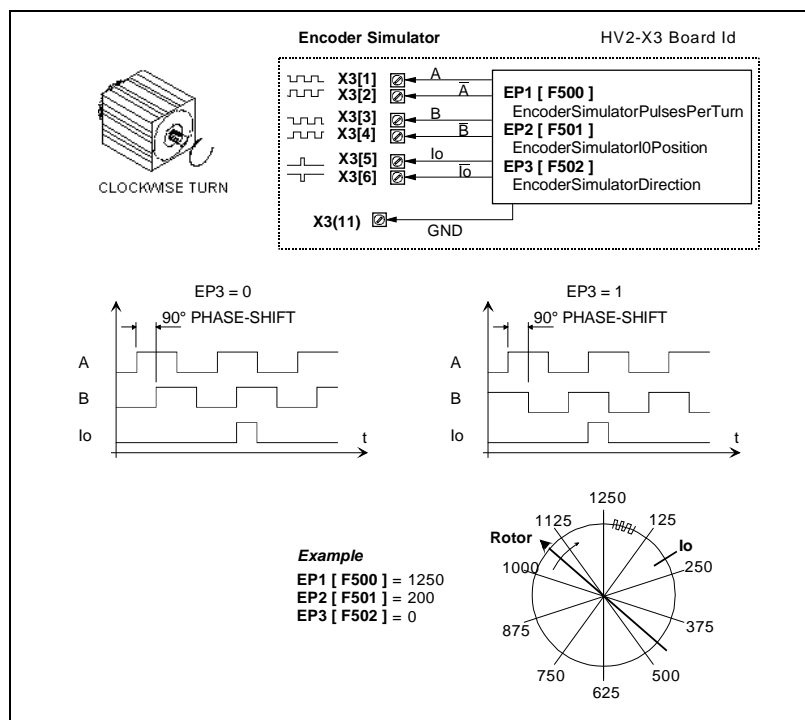 Encoder Simulator
HV2-X3 Board Id
X3[1] A
X3[2] A̅
X3[3] B
X3[4] B̅
X3[5] Io
X3[6] I̅o̅
X3(11) GND
EP1 [ F500 ]
EncoderSimulatorPulsesPerTurn
EP2 [ F501 ]
EncoderSimulatorI0Position
EP3 [ F502 ]
EncoderSimulatorDirection
CLOCKWISE TURN
EP3 = 0
90° PHASE-SHIFT
A
B
Io
t
EP3 = 1
90° PHASE-SHIFT
A
B
Io
t
Example
EP1 [ F500 ] = 1250
EP2 [ F501 ] = 200
EP3 [ F502 ] = 0
1250
1125
125
Rotor
Io
1000
250
875
375
750
500
625